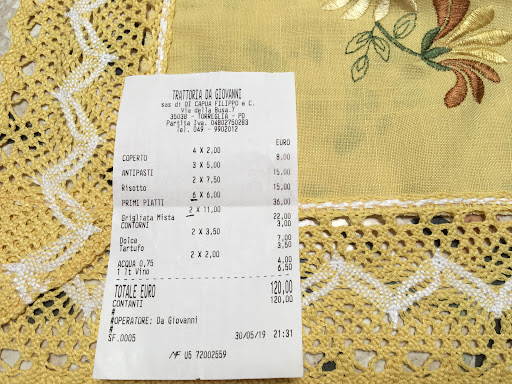 TRATTORIA DA GIOVANNI
sas di DI CAPUA FILIPPO e C.
Via della Busa,7
35038 - TORREGLIA - PD
Partita Iva. 04802750283
Tel. 049 - 9902012
EURO
4 X 2,00
COPERTO 8,00
3 X 5,00
ANTIPASTI 15,00
2 X 7,50
Risotto 15,00
6 X 6,00
PRIMI PIATTI 36,00
2 X 11,00
Grigliata Mista 22,00
CONTORNI 3,00
2 X 3,50
Dolce 7,00
Tartufo 3,50
2 X 2,00
ACQUA 0,75 4,00
1 lt Vino 6,50
TOTALE EURO 120,00
CONTANTI 120,00
#
#OPERATORE: Da Giovanni
#
SF.0005 30/05/19 21:31
MF U5 72002559